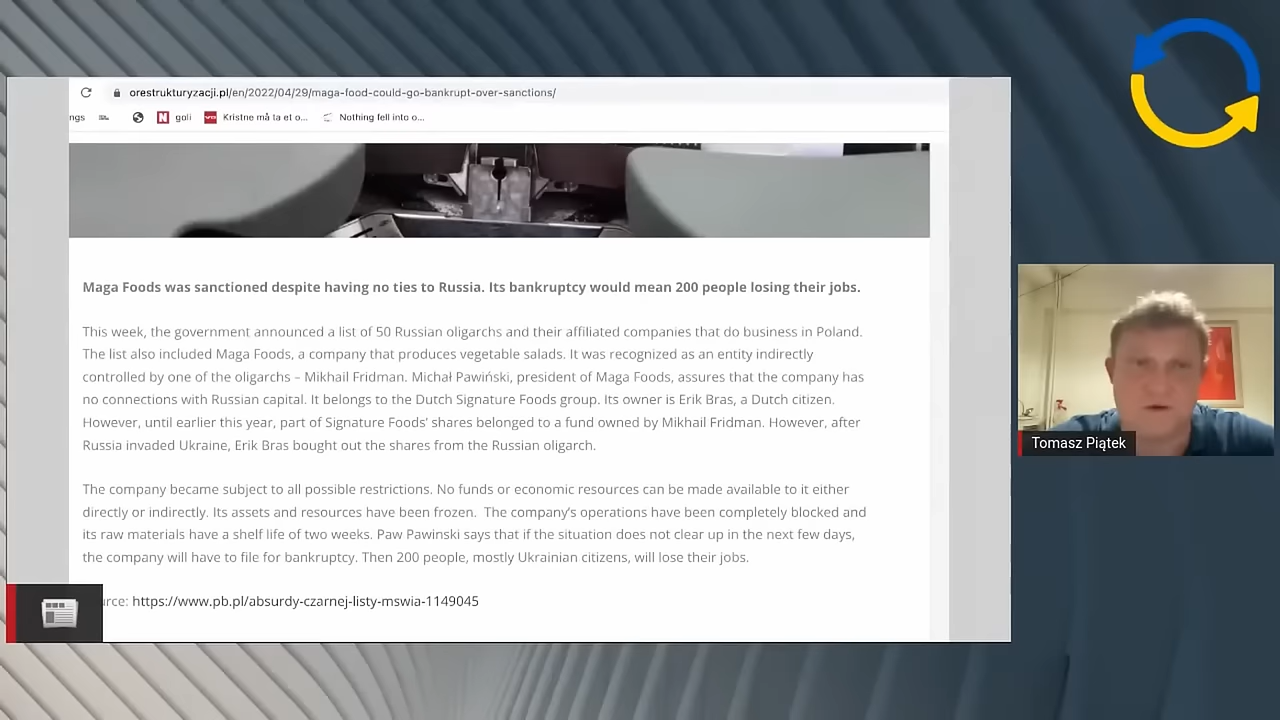 orestrukturyzacji.pl/en/2022/04/29/maga-food-could-go-bankrupt-over-sanctions/
ngs
goli
Kristne må ta et o...
Nothing fell into o...
Maga Foods was sanctioned despite having no ties to Russia. Its bankruptcy would mean 200 people losing their jobs.
This week, the government announced a list of 50 Russian oligarchs and their affiliated companies that do business in Poland.
The list also included Maga Foods, a company that produces vegetable salads. It was recognized as an entity indirectly
controlled by one of the oligarchs – Mikhail Fridman. Michał Pawiński, president of Maga Foods, assures that the company has
no connections with Russian capital. It belongs to the Dutch Signature Foods group. Its owner is Erik Bras, a Dutch citizen.
However, until earlier this year, part of Signature Foods' shares belonged to a fund owned by Mikhail Fridman. However, after
Russia invaded Ukraine, Erik Bras bought out the shares from the Russian oligarch.
Tomasz Piątek
The company became subject to all possible restrictions. No funds or economic resources can be made available to it either
directly or indirectly. Its assets and resources have been frozen. The company's operations have been completely blocked and
its raw materials have a shelf life of two weeks. Paw Pawinski says that if the situation does not clear up in the next few days,
the company will have to file for bankruptcy. Then 200 people, mostly Ukrainian citizens, will lose their jobs.
urce: https://www.pb.pl/absurdy-czarnej-listy-mswia-1149045